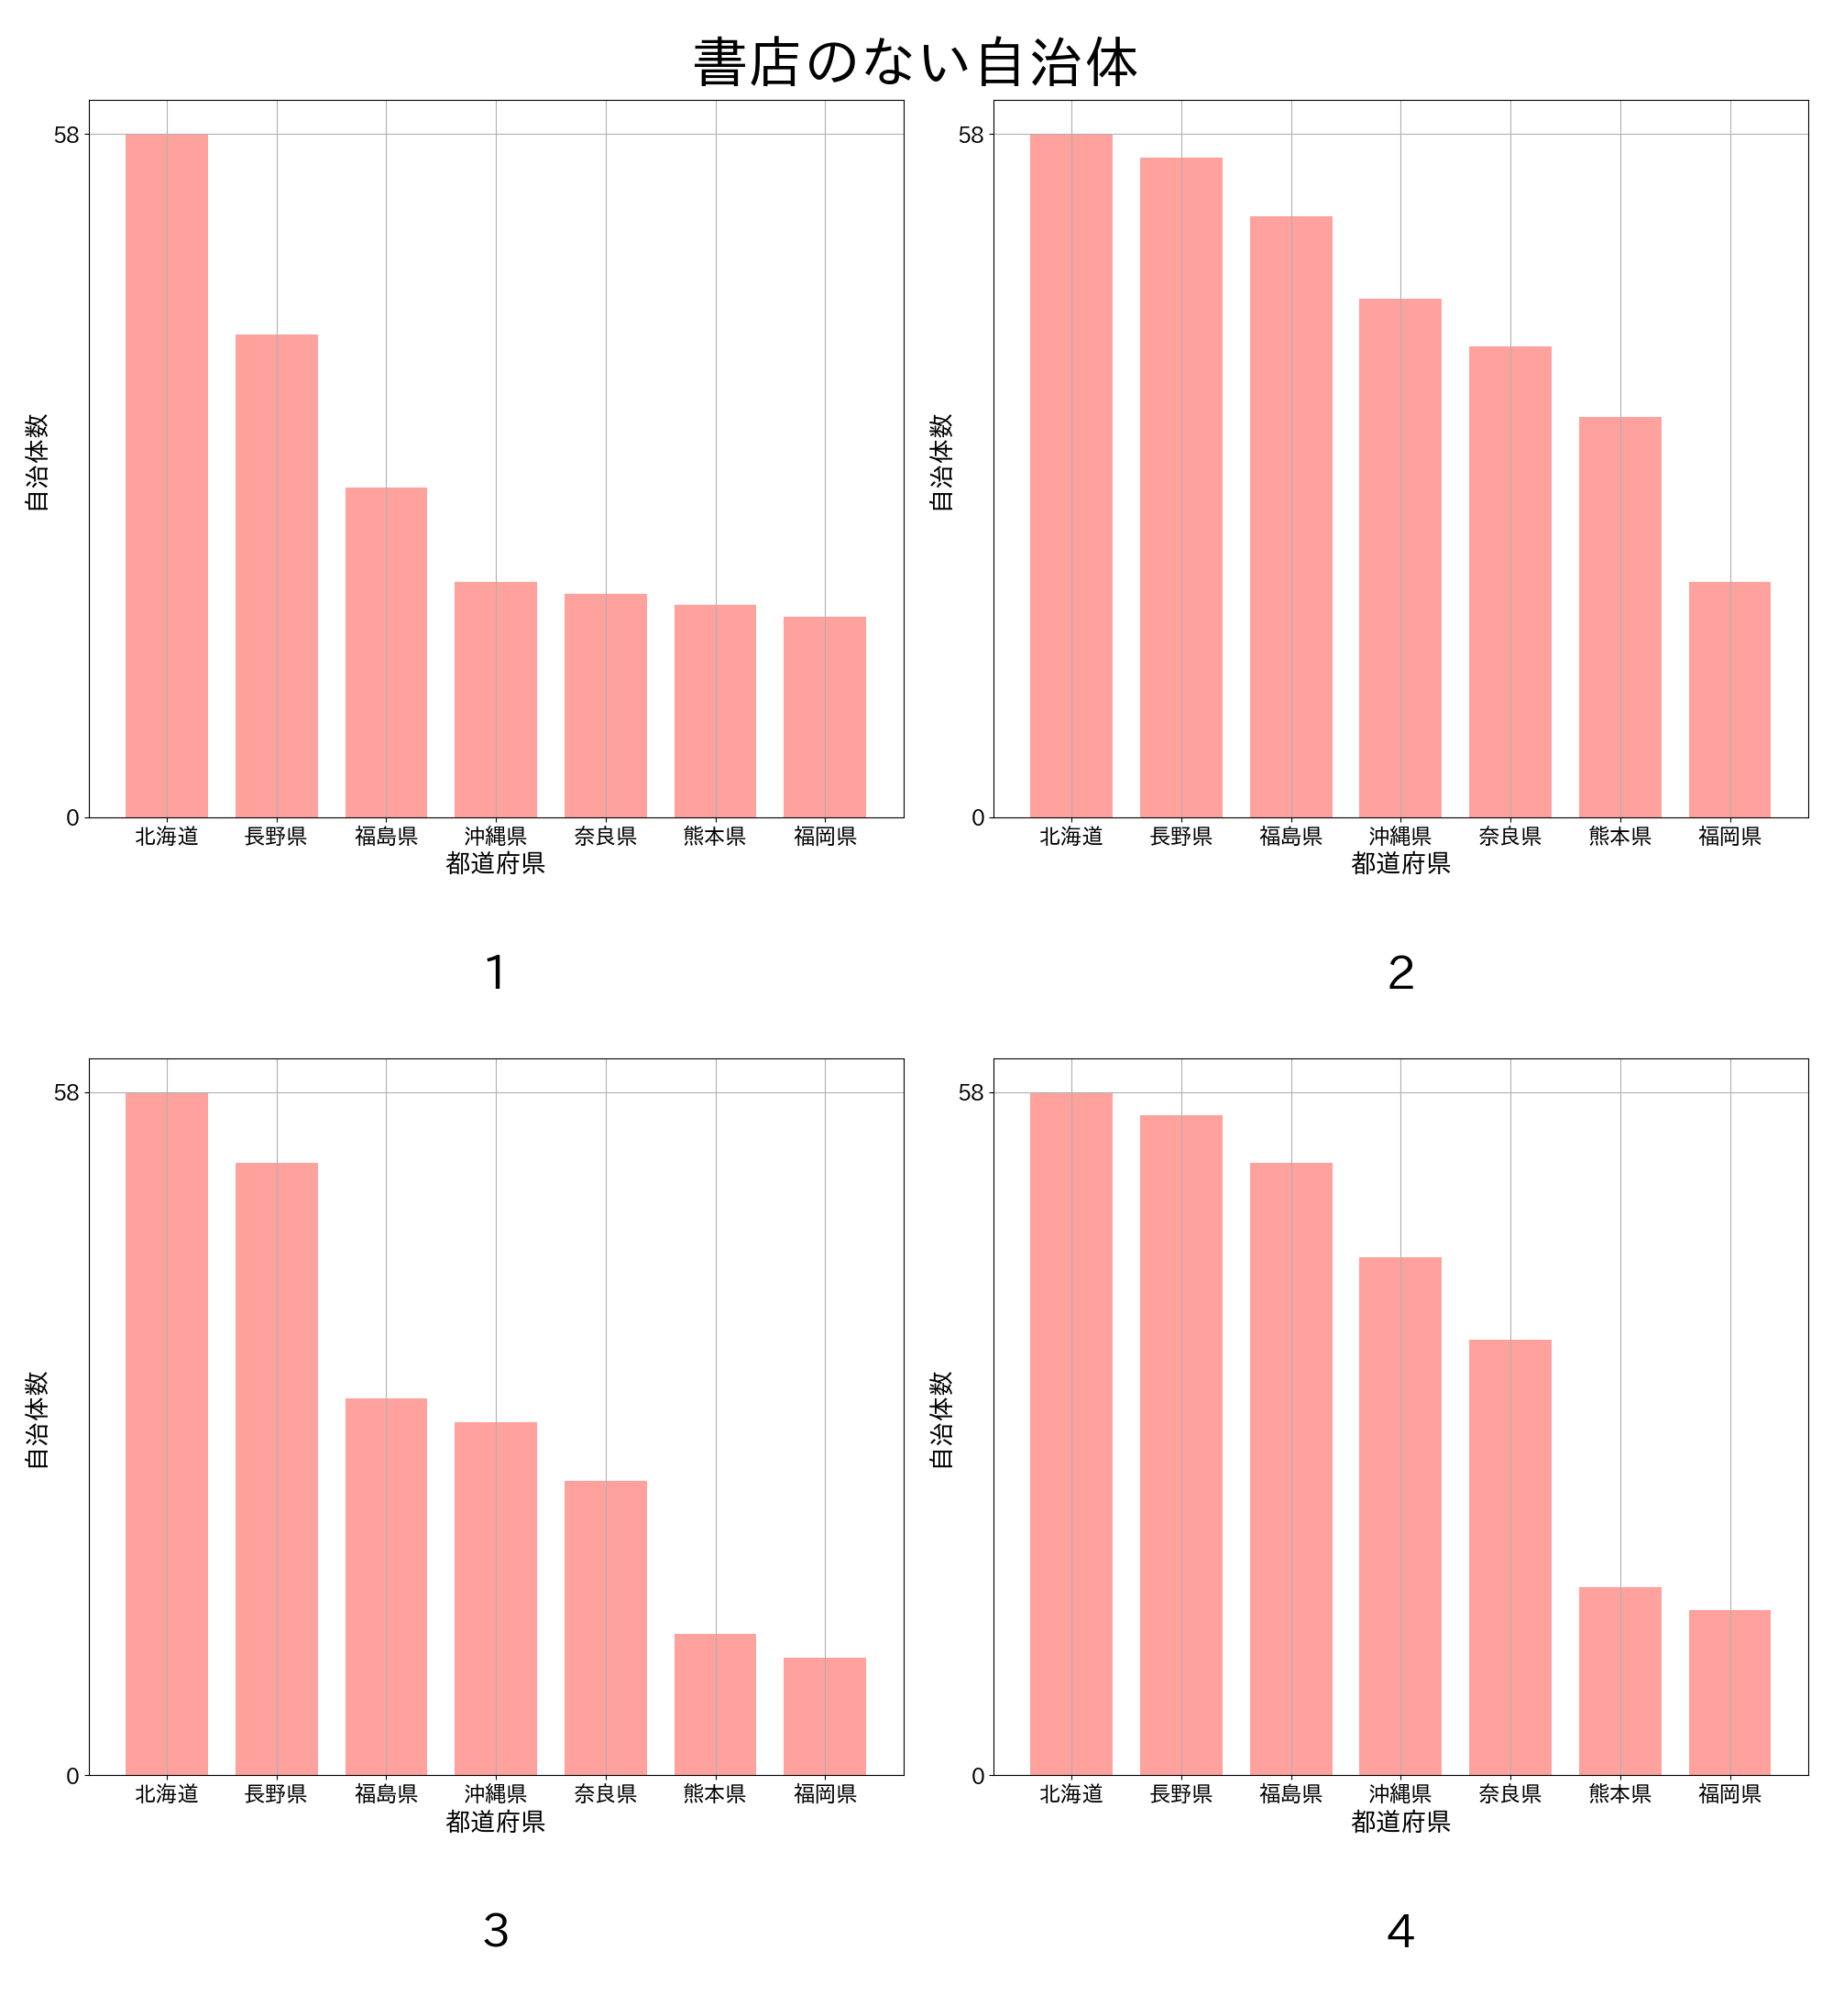 書店のない自治体
58
0
自治体数
北海道 長野県 福島県 沖縄県 奈良県 熊本県 福岡県
都道府県
1
58
0
自治体数
北海道 長野県 福島県 沖縄県 奈良県 熊本県 福岡県
都道府県
2
58
0
自治体数
北海道 長野県 福島県 沖縄県 奈良県 熊本県 福岡県
都道府県
3
58
0
自治体数
北海道 長野県 福島県 沖縄県 奈良県 熊本県 福岡県
都道府県
4